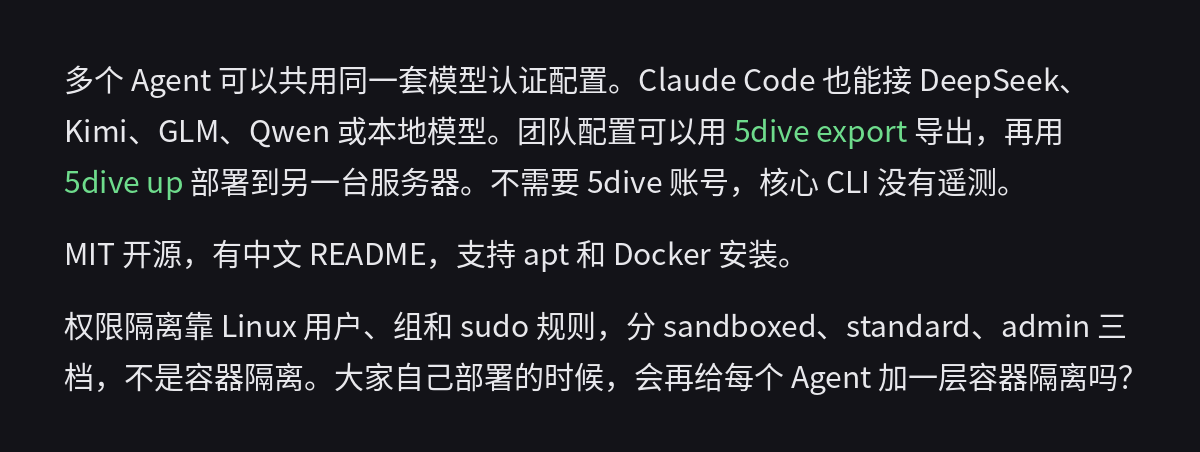 多个 Agent 可以共用同一套模型认证配置。Claude Code 也能接 DeepSeek、
Kimi、GLM、Qwen 或本地模型。团队配置可以用 5dive export 导出，再用
5dive up 部署到另一台服务器。不需要 5dive 账号，核心 CLI 没有遥测。
MIT 开源，有中文 README，支持 apt 和 Docker 安装。
权限隔离靠 Linux 用户、组和 sudo 规则，分 sandboxed、standard、admin 三
档，不是容器隔离。大家自己部署的时候，会再给每个 Agent 加一层容器隔离吗？